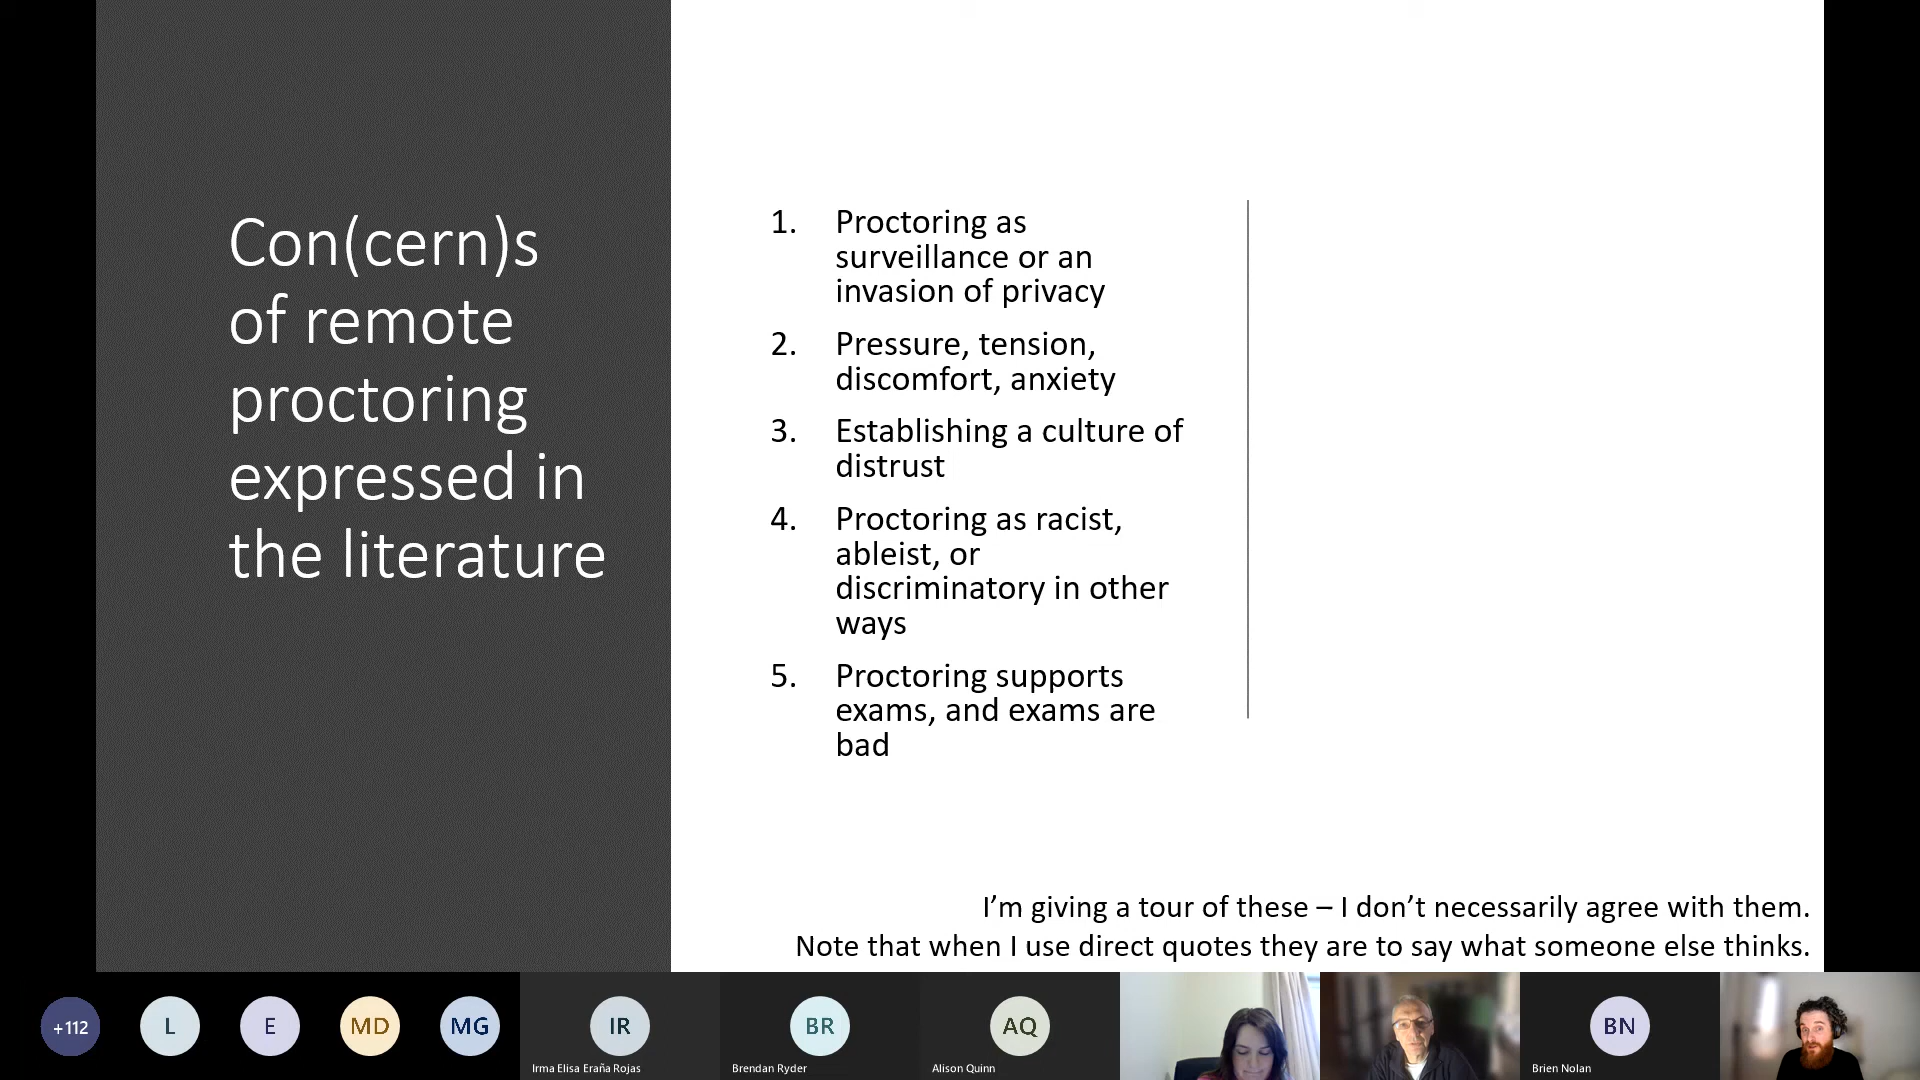 Con(cern)s
of remote
proctoring
expressed in
the literature
1. Proctoring as
surveillance or an
invasion of privacy
2. Pressure, tension,
discomfort, anxiety
3. Establishing a culture of
distrust
4. Proctoring as racist,
ableist, or
discriminatory in other
ways
5. Proctoring supports
exams, and exams are
bad
I'm giving a tour of these – I don't necessarily agree with them.
Note that when I use direct quotes they are to say what someone else thinks.
+112
L
E
MD
MG
IR
Irma Elisa Eraña Rojas
BR
Brendan Ryder
AQ
Alison Quinn
BN
Brien Nolan